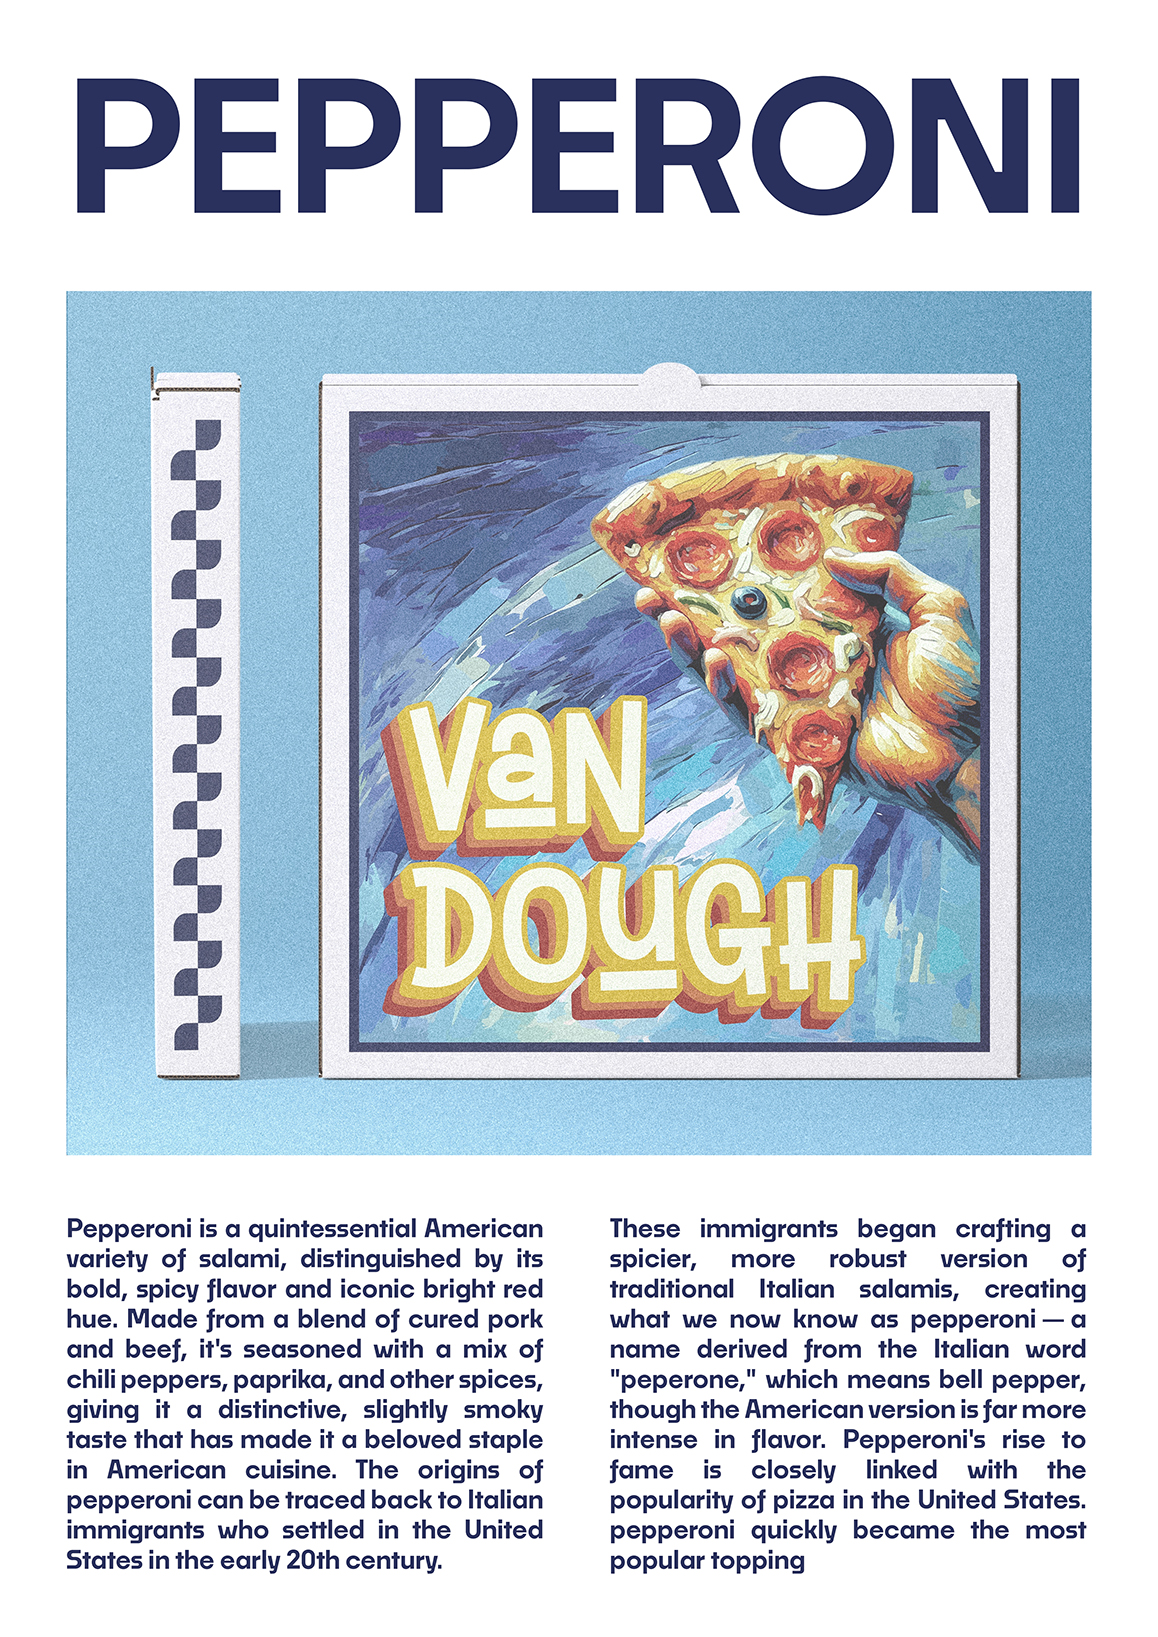 PEPPERONI
VaN
DOuGH
Pepperoni is a quintessential American
variety of salami, distinguished by its
bold, spicy flavor and iconic bright red
hue. Made from a blend of cured pork
and beef, it's seasoned with a mix of
chili peppers, paprika, and other spices,
giving it a distinctive, slightly smoky
taste that has made it a beloved staple
in American cuisine. The origins of
pepperoni can be traced back to Italian
immigrants who settled in the United
States in the early 20th century.
These immigrants began crafting a
spicier, more robust version of
traditional Italian salamis, creating
what we now know as pepperoni — a
name derived from the Italian word
"peperone," which means bell pepper,
though the American version is far more
intense in flavor. Pepperoni's rise to
fame is closely linked with the
popularity of pizza in the United States.
pepperoni quickly became the most
popular topping